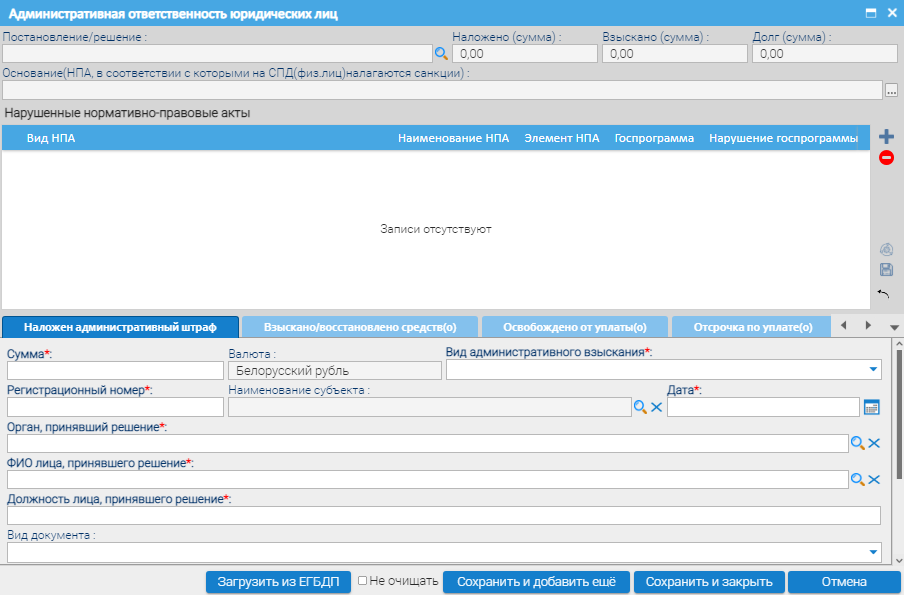 Административная ответственность юридических лиц
Постановление/решение :
Наложено (сумма) :
Взыскано (сумма) :
Долг (сумма) :
0,00
0,00
0,00
Основание(НПА, в соответствии с которыми на СПД(физ.лиц)налагаются санкции) :
...
Нарушенные нормативно-правовые акты
Вид НПА
Наименование НПА
Элемент НПА
Госпрограмма
Нарушение госпрограммы
Записи отсутствуют
Наложен административный штраф
Взыскано/восстановлено средств(о)
Освобождено от уплаты(о)
Отсрочка по уплате(о)
Сумма*:
Валюта :
Вид административного взыскания*:
Белорусский рубль
Регистрационный номер*:
Наименование субъекта :
Дата*:
Орган, принявший решение*:
ФИО лица, принявшего решение*:
Должность лица, принявшего решение*:
Вид документа :
Загрузить из ЕГБДП
Не очищать
Сохранить и добавить ещё
Сохранить и закрыть
Отмена